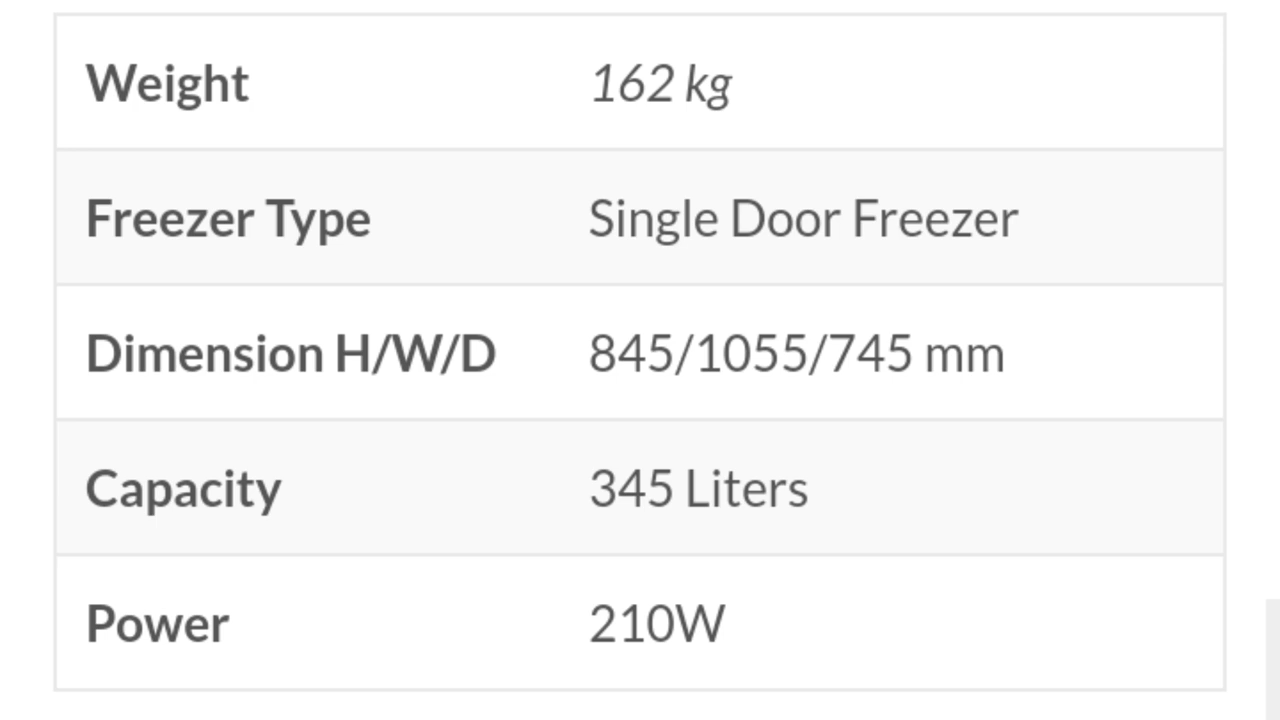 Weight 162 kg
Freezer Type Single Door Freezer
Dimension H/W/D 845/1055/745 mm
Capacity 345 Liters
Power 210W